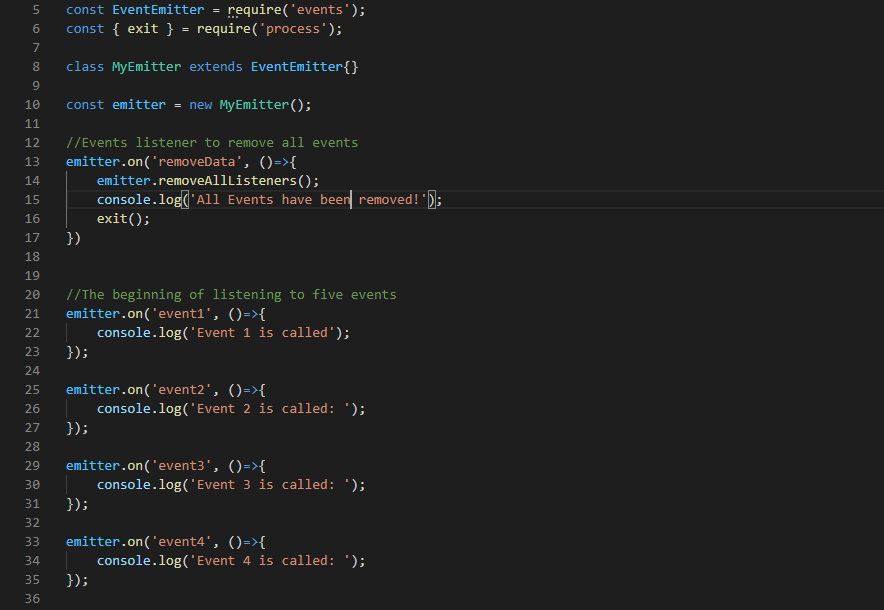 5 const EventEmitter = require('events');
6 const { exit } = require('process');
7
8 class MyEmitter extends EventEmitter{}
9
10 const emitter = new MyEmitter();
11
12 //Events listener to remove all events
13 emitter.on('removeData', ()=>{
14 emitter.removeAllListeners();
15 console.log('All Events have been removed!');
16 exit();
17 })
18
19
20 //The beginning of listening to five events
21 emitter.on('event1', ()=>{
22 console.log('Event 1 is called');
23 });
24
25 emitter.on('event2', ()=>{
26 console.log('Event 2 is called: ');
27 });
28
29 emitter.on('event3', ()=>{
30 console.log('Event 3 is called: ');
31 });
32
33 emitter.on('event4', ()=>{
34 console.log('Event 4 is called: ');
35 });
36